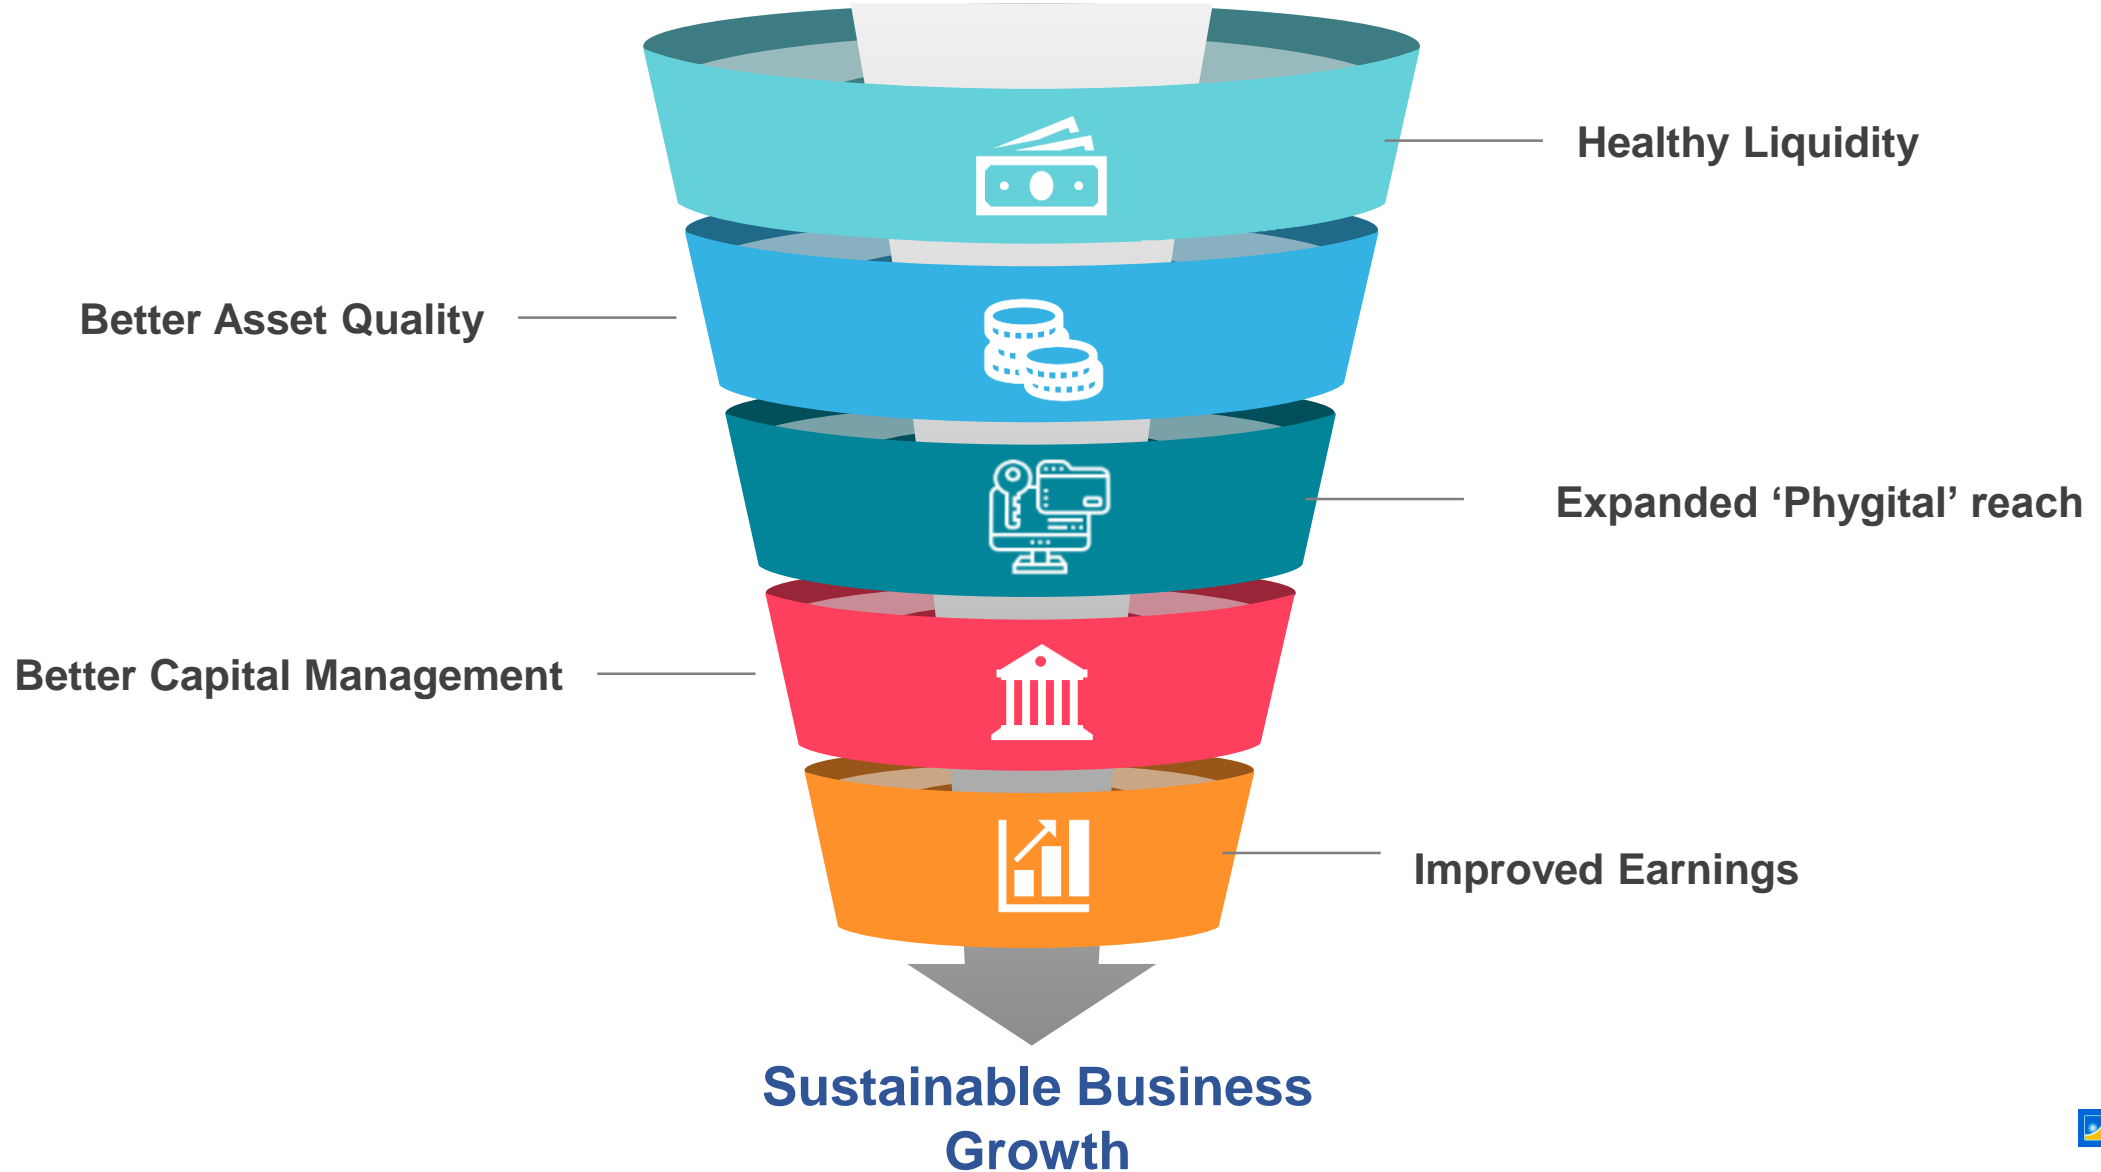 Healthy Liquidity
Better Asset Quality
Expanded ‘Phygital’ reach
Better Capital Management
Improved Earnings
Sustainable Business
Growth